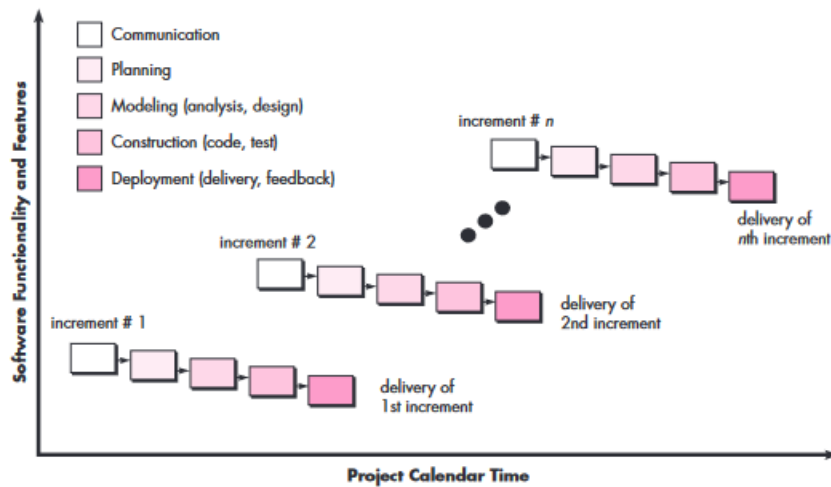 Software Functionality and Features
Communication
Planning
Modeling (analysis, design)
Construction (code, test)
Deployment (delivery, feedback)
increment # n
delivery of
nth increment
increment # 2
delivery of
2nd increment
increment # 1
delivery of
1st increment
Project Calendar Time